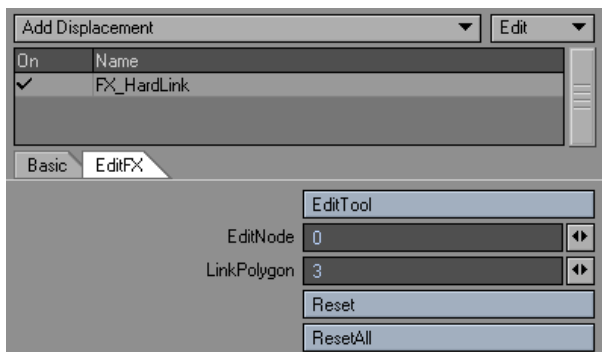 Add Displacement Edit
On Name
FX_HardLink
Basic EditFX
EditTool
EditNode 0
LinkPolygon 3
Reset
ResetAll